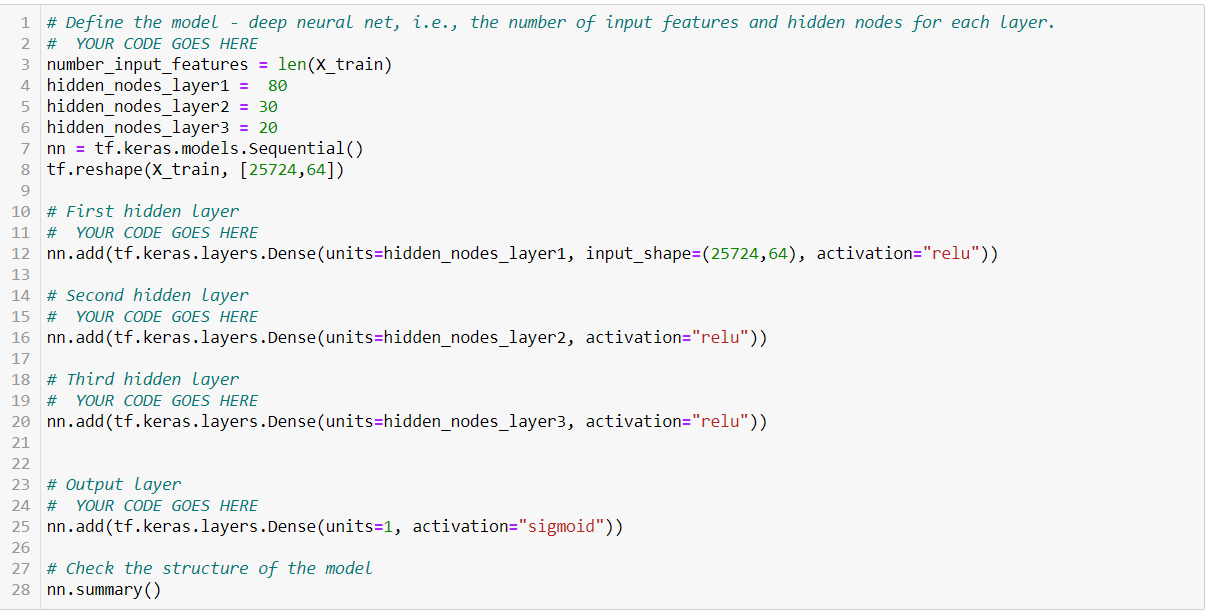 1 # Define the model - deep neural net, i.e., the number of input features and hidden nodes for each layer.
2 #  YOUR CODE GOES HERE
3 number_input_features = len(X_train)
4 hidden_nodes_layer1 =  80
5 hidden_nodes_layer2 = 30
6 hidden_nodes_layer3 = 20
7 nn = tf.keras.models.Sequential()
8 tf.reshape(X_train, [25724,64])
9
10 # First hidden layer
11 #  YOUR CODE GOES HERE
12 nn.add(tf.keras.layers.Dense(units=hidden_nodes_layer1, input_shape=(25724,64), activation="relu"))
13
14 # Second hidden layer
15 #  YOUR CODE GOES HERE
16 nn.add(tf.keras.layers.Dense(units=hidden_nodes_layer2, activation="relu"))
17
18 # Third hidden layer
19 #  YOUR CODE GOES HERE
20 nn.add(tf.keras.layers.Dense(units=hidden_nodes_layer3, activation="relu"))
21
22
23 # Output layer
24 #  YOUR CODE GOES HERE
25 nn.add(tf.keras.layers.Dense(units=1, activation="sigmoid"))
26
27 # Check the structure of the model
28 nn.summary()